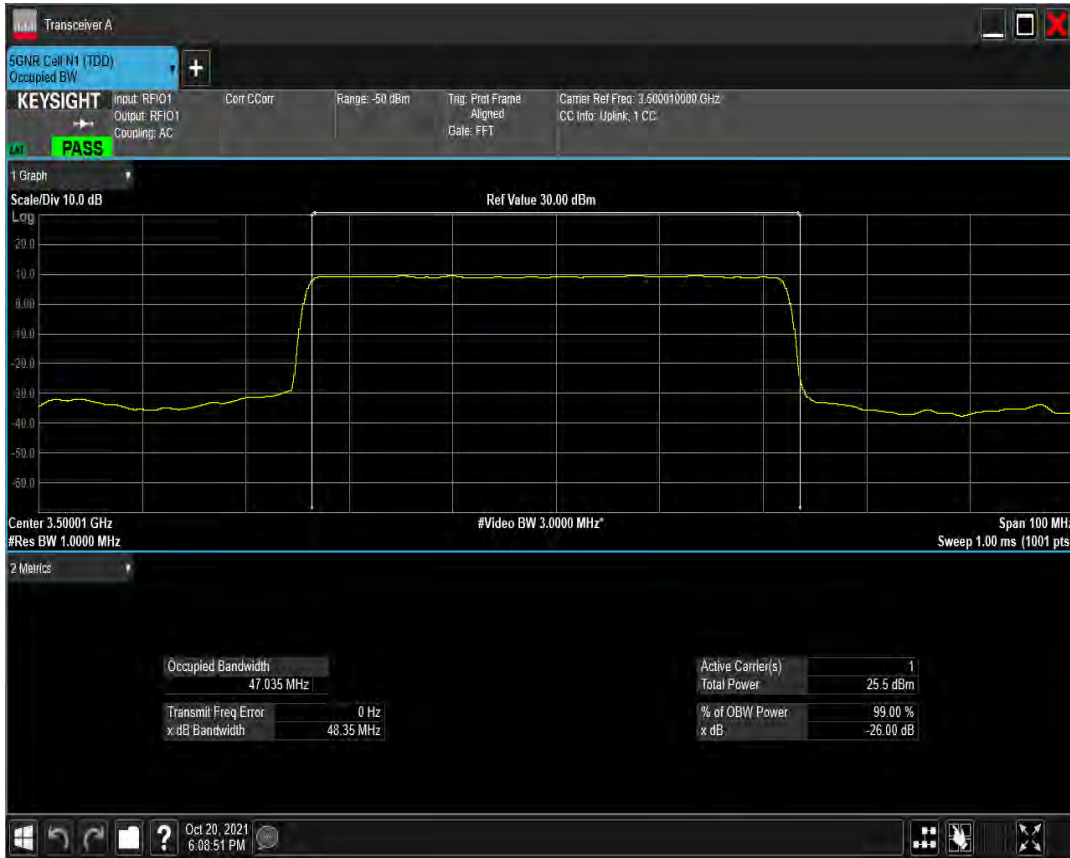 Transceiver A
5GNR Cell N1 (TDD)
Occupied BW
+
KEYSIGHT
Input: RFIO1
Output: RFIO1
Coupling: AC
Corr CCorr
Range: -50 dBm
Trig: Prot Frame
Aligned
Gate: FFT
Carrier Ref Freq: 3.500010000 GHz
CC Info: Uplink, 1 CC
PASS
1 Graph
Scale/Div 10.0 dB
Ref Value 30.00 dBm
Log
20.0
10.0
0.00
-10.0
-20.0
-30.0
-40.0
-50.0
-60.0
Center 3.50001 GHz
#Video BW 3.0000 MHz*
Span 100 MHz
#Res BW 1.0000 MHz
Sweep 1.00 ms (1001 pts
2 Metrics
Occupied Bandwidth
47.035 MHz
Transmit Freq Error 0 Hz
x dB Bandwidth 48.35 MHz
Active Carrier(s) 1
Total Power 25.5 dBm
% of OBW Power 99.00 %
x dB -26.00 dB
?
Oct 20, 2021
6:08:51 PM